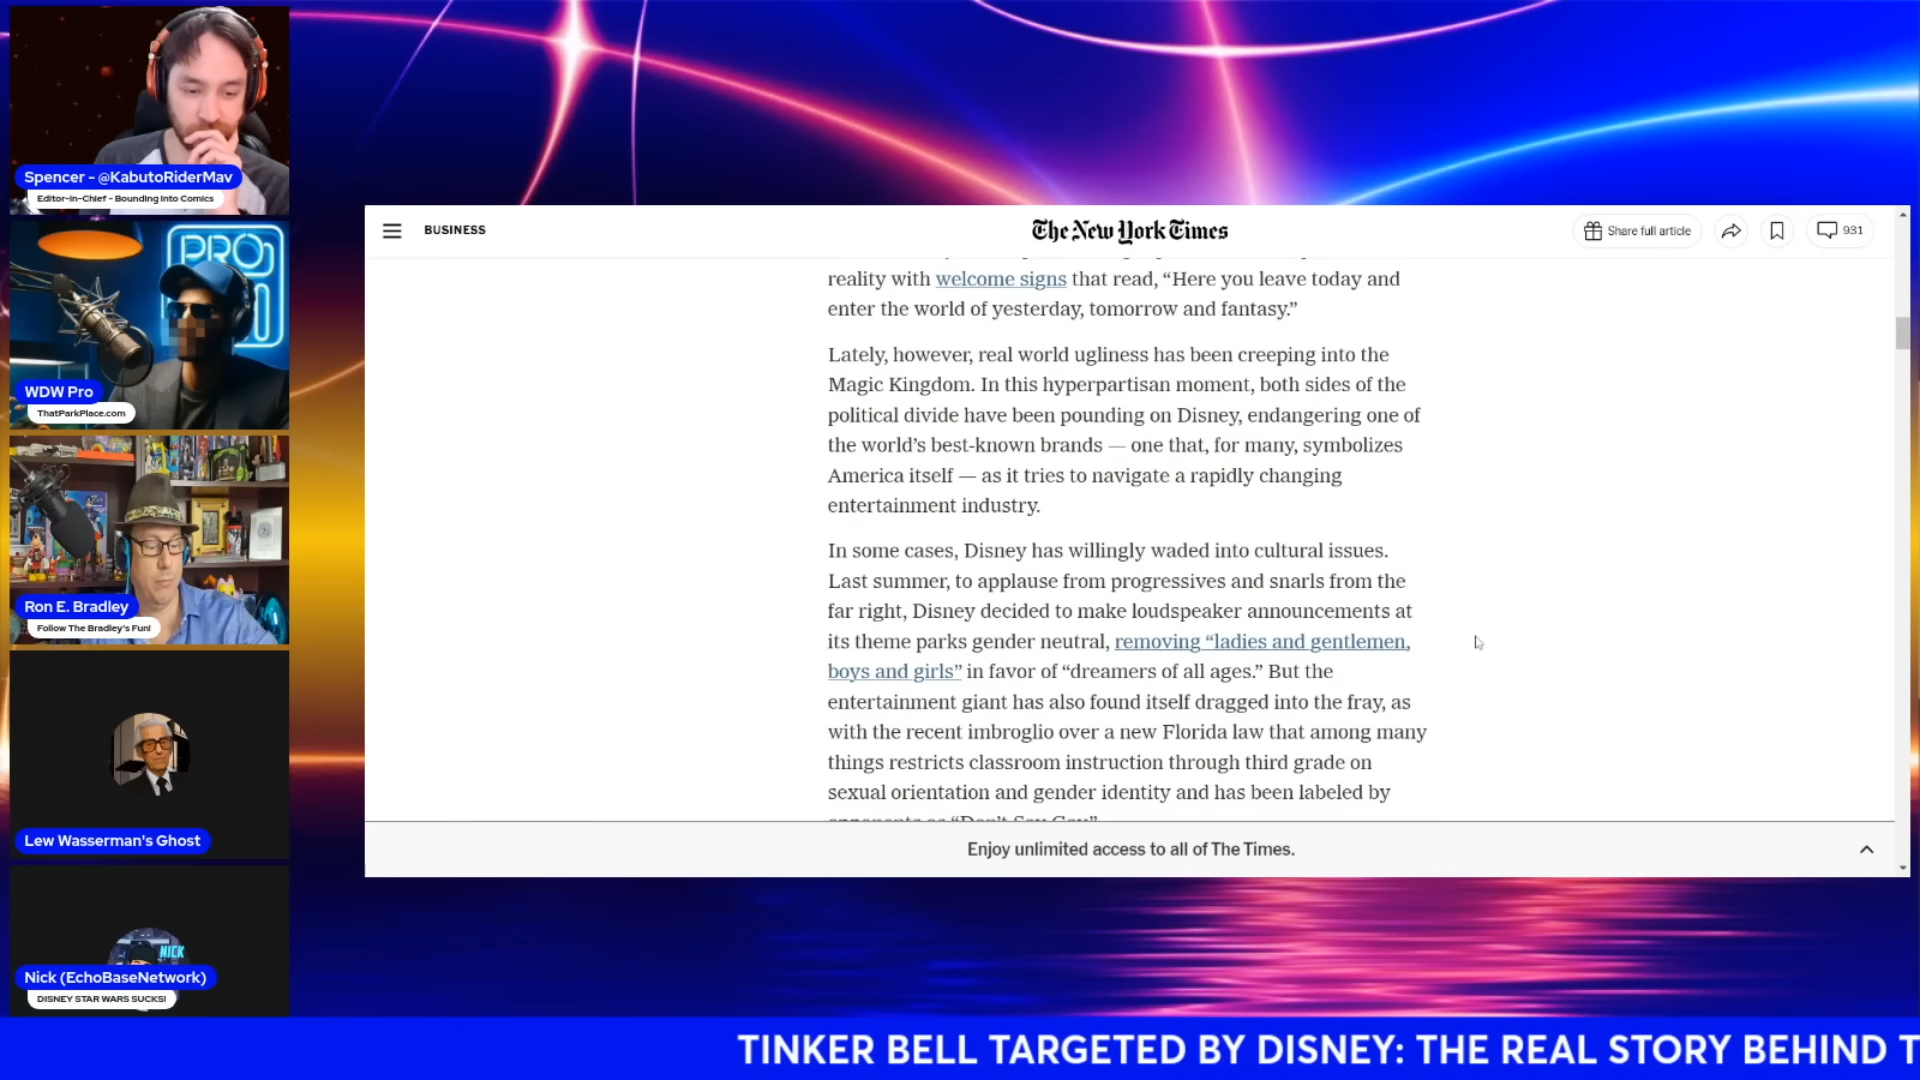 Spencer - @KabutoRiderMav
Editor-in-Chief - Bounding Into Comics
PRO
WDW Pro
ThatParkPlace.com
Ron E. Bradley
Follow The Bradley's Fun!
Lew Wasserman's Ghost
NICK
Nick (EchoBaseNetwork)
DISNEY STAR WARS SUCKS!
BUSINESS
The New York Times
Share full article
931
reality with welcome signs that read, “Here you leave today and
enter the world of yesterday, tomorrow and fantasy.”
Lately, however, real world ugliness has been creeping into the
Magic Kingdom. In this hyperpartisan moment, both sides of the
political divide have been pounding on Disney, endangering one of
the world’s best-known brands — one that, for many, symbolizes
America itself — as it tries to navigate a rapidly changing
entertainment industry.
In some cases, Disney has willingly waded into cultural issues.
Last summer, to applause from progressives and snarls from the
far right, Disney decided to make loudspeaker announcements at
its theme parks gender neutral, removing “ladies and gentlemen,
boys and girls” in favor of “dreamers of all ages.” But the
entertainment giant has also found itself dragged into the fray, as
with the recent imbroglio over a new Florida law that among many
things restricts classroom instruction through third grade on
sexual orientation and gender identity and has been labeled by
opponents as “Don’t Say Gay”
Enjoy unlimited access to all of The Times.
TINKER BELL TARGETED BY DISNEY: THE REAL STORY BEHIND T